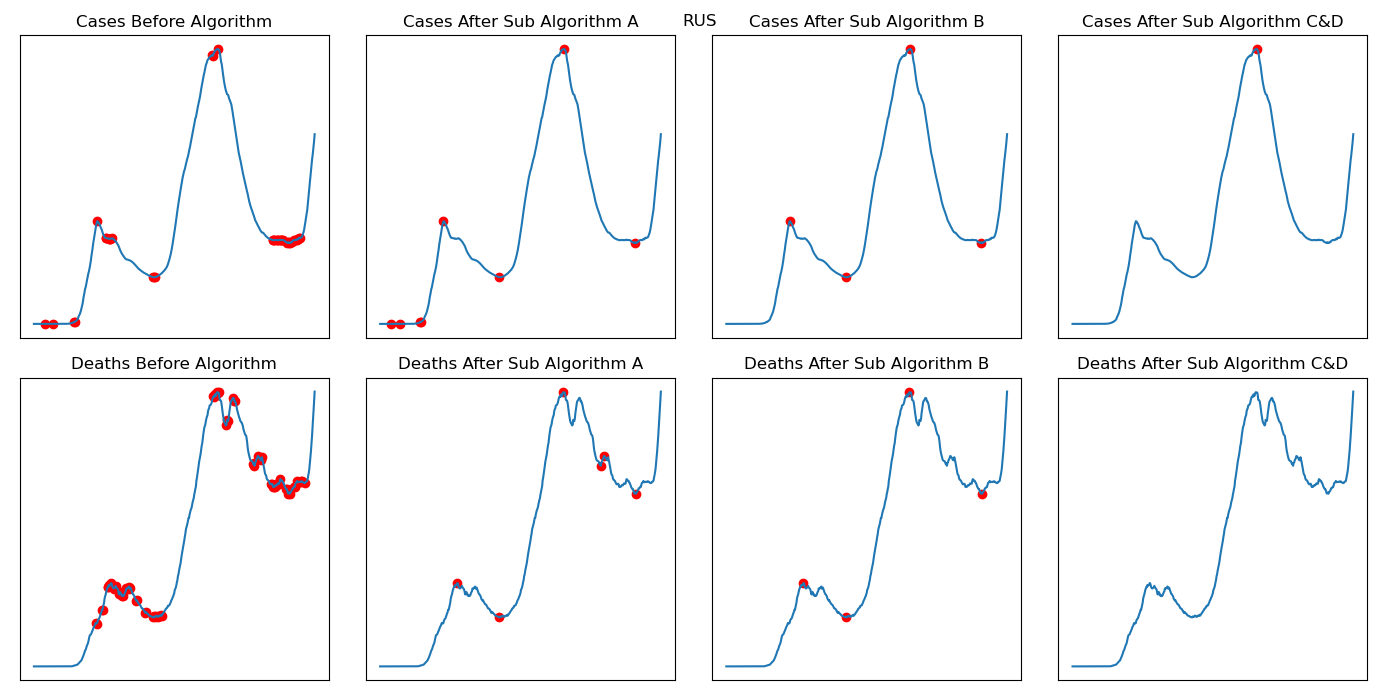 RUS
Cases Before Algorithm
Cases After Sub Algorithm A
Cases After Sub Algorithm B
Cases After Sub Algorithm C&D
Deaths Before Algorithm
Deaths After Sub Algorithm A
Deaths After Sub Algorithm B
Deaths After Sub Algorithm C&D